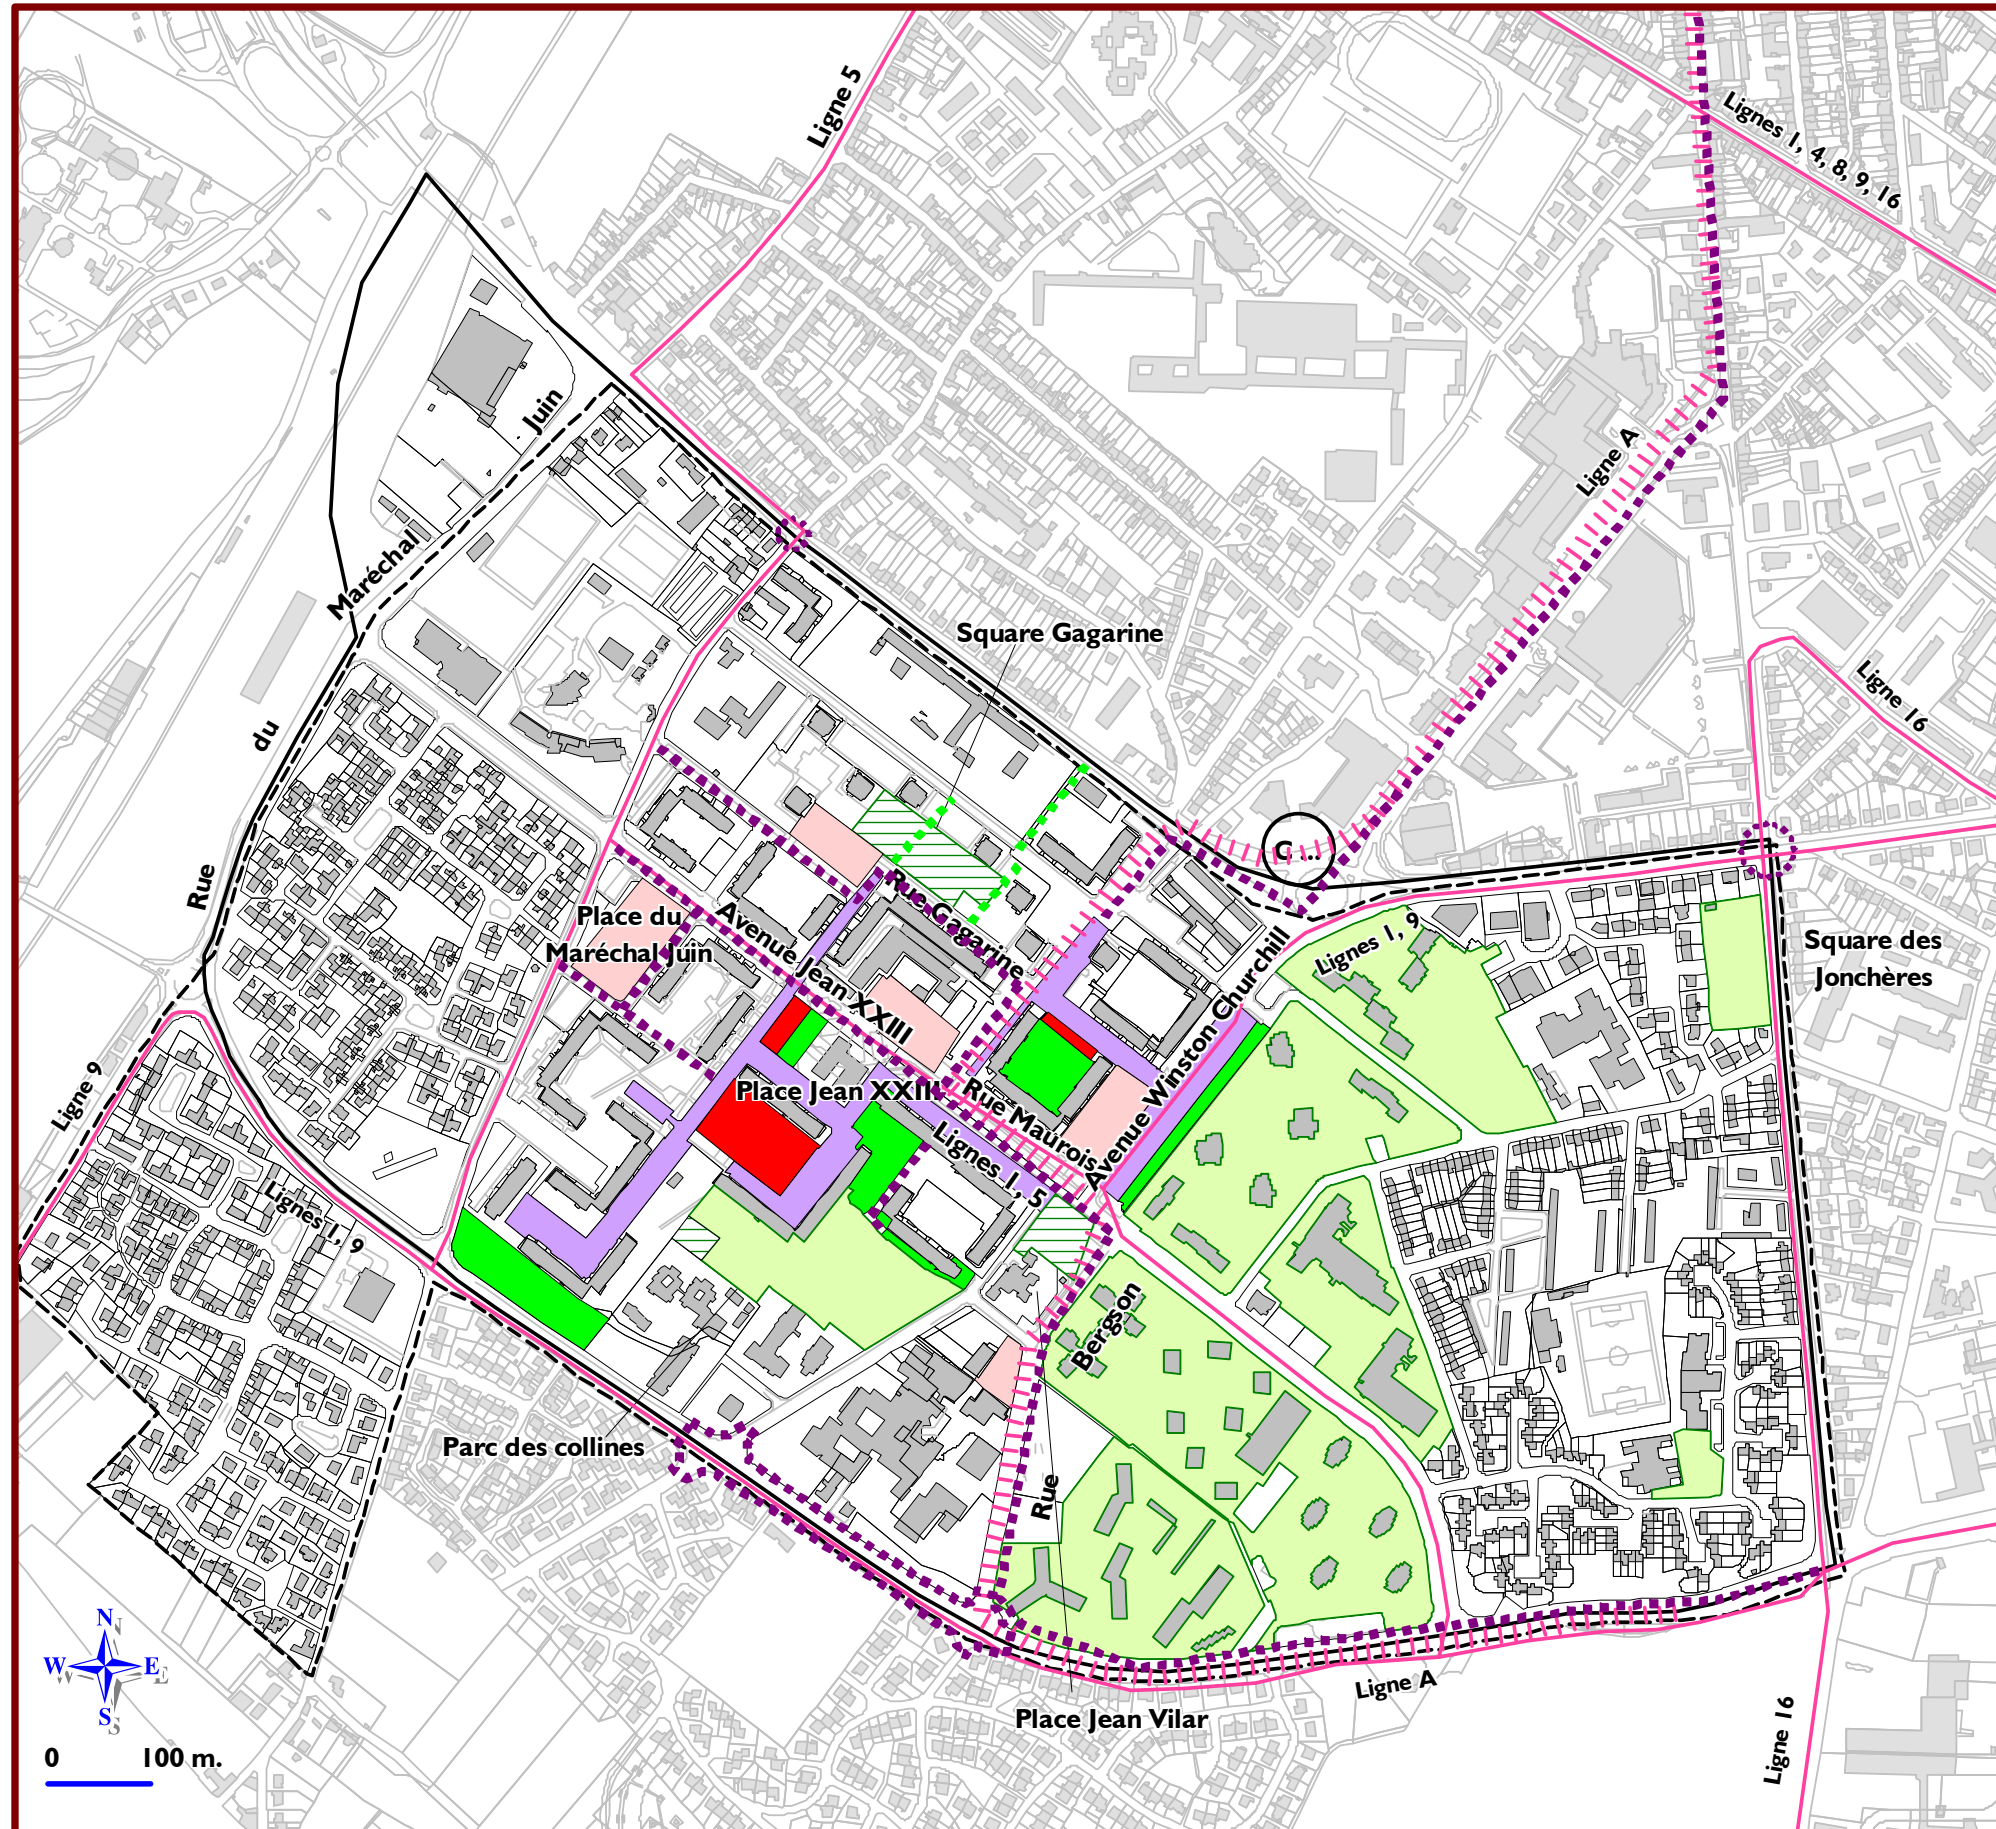 Ligne 5
Lignes 1, 4, 8, 9, 16
Ligne A
Juin
Maréchal
du
Rue
Square Gagarine
Ligne 16
C ...
Rue Gagarine
Place du
Maréchal Juin
Avenue Jean XXIII
Lignes 1, 9
Square des
Jonchères
Avenue Winston Churchill
Place Jean XXIII
Rue Maurois
Lignes 1, 5
Ligne 9
Lignes 1, 9
Bergson
Rue
Parc des collines
Ligne A
Place Jean Vilar
Ligne 16
N
W E
S
0 100 m.